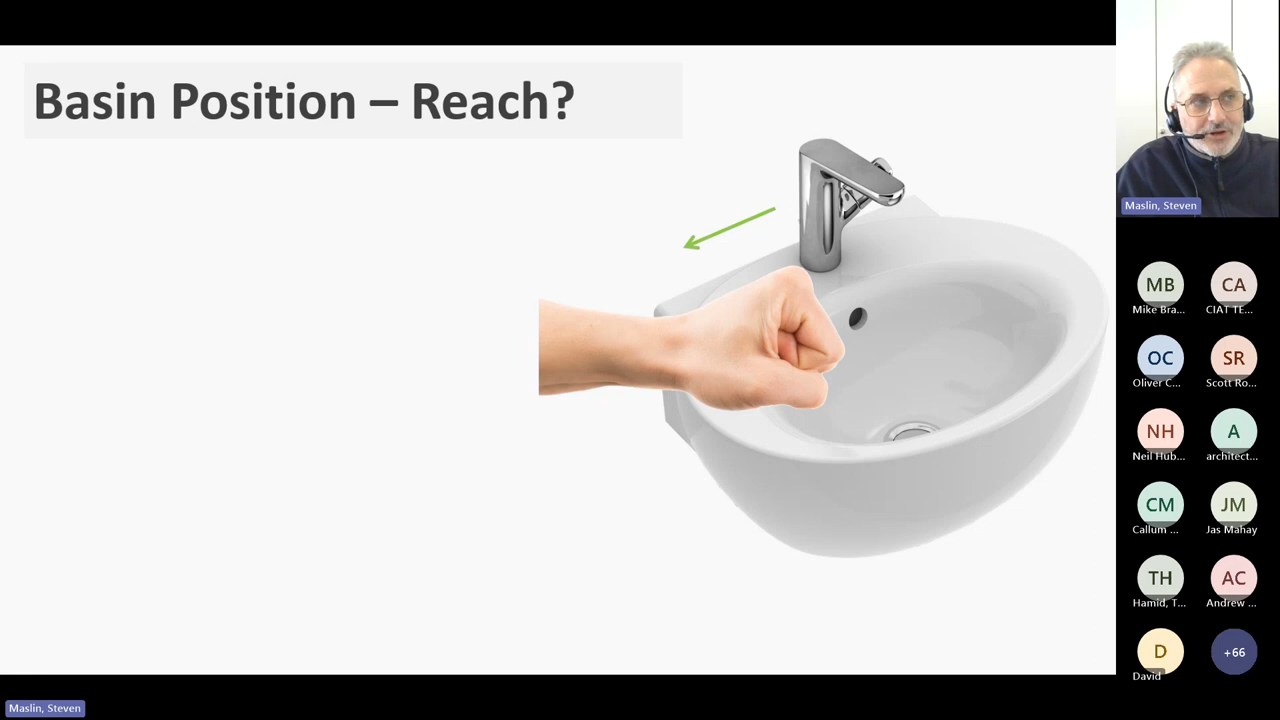 Basin Position – Reach?
Maslin, Steven
MB
Mike Bra...
CA
CIAT TE...
OC
Oliver C...
SR
Scott Ro...
NH
Neil Hub...
A
architect...
CM
Callum ...
JM
Jas Mahay
TH
Hamid, T...
AC
Andrew ...
D
David
+66
Maslin, Steven